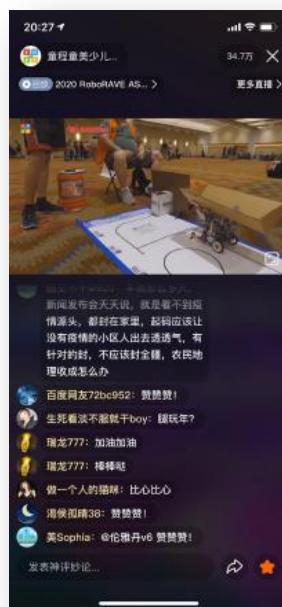 20:27
童程童美少儿...
34.7万
回放 2020 RoboRAVE AS...
更多直播
新闻发布会天天说，就是看不到疫
情源头，都封在家里，起码应该让
没有疫情的小区人出去透透气，有
针对的封，不应该封全疆，农民地
理收成怎么办
百度网友72bc952：赞赞赞！
生死看淡不服就干boy：腿玩年?
瑞龙777：加油加油
瑞龙777：棒棒哒
做一个人的猫咪：比心比心
渴侯孤晴38：赞赞赞！
美Sophia：@伦雅丹v6 赞赞赞！
发表神评妙论...